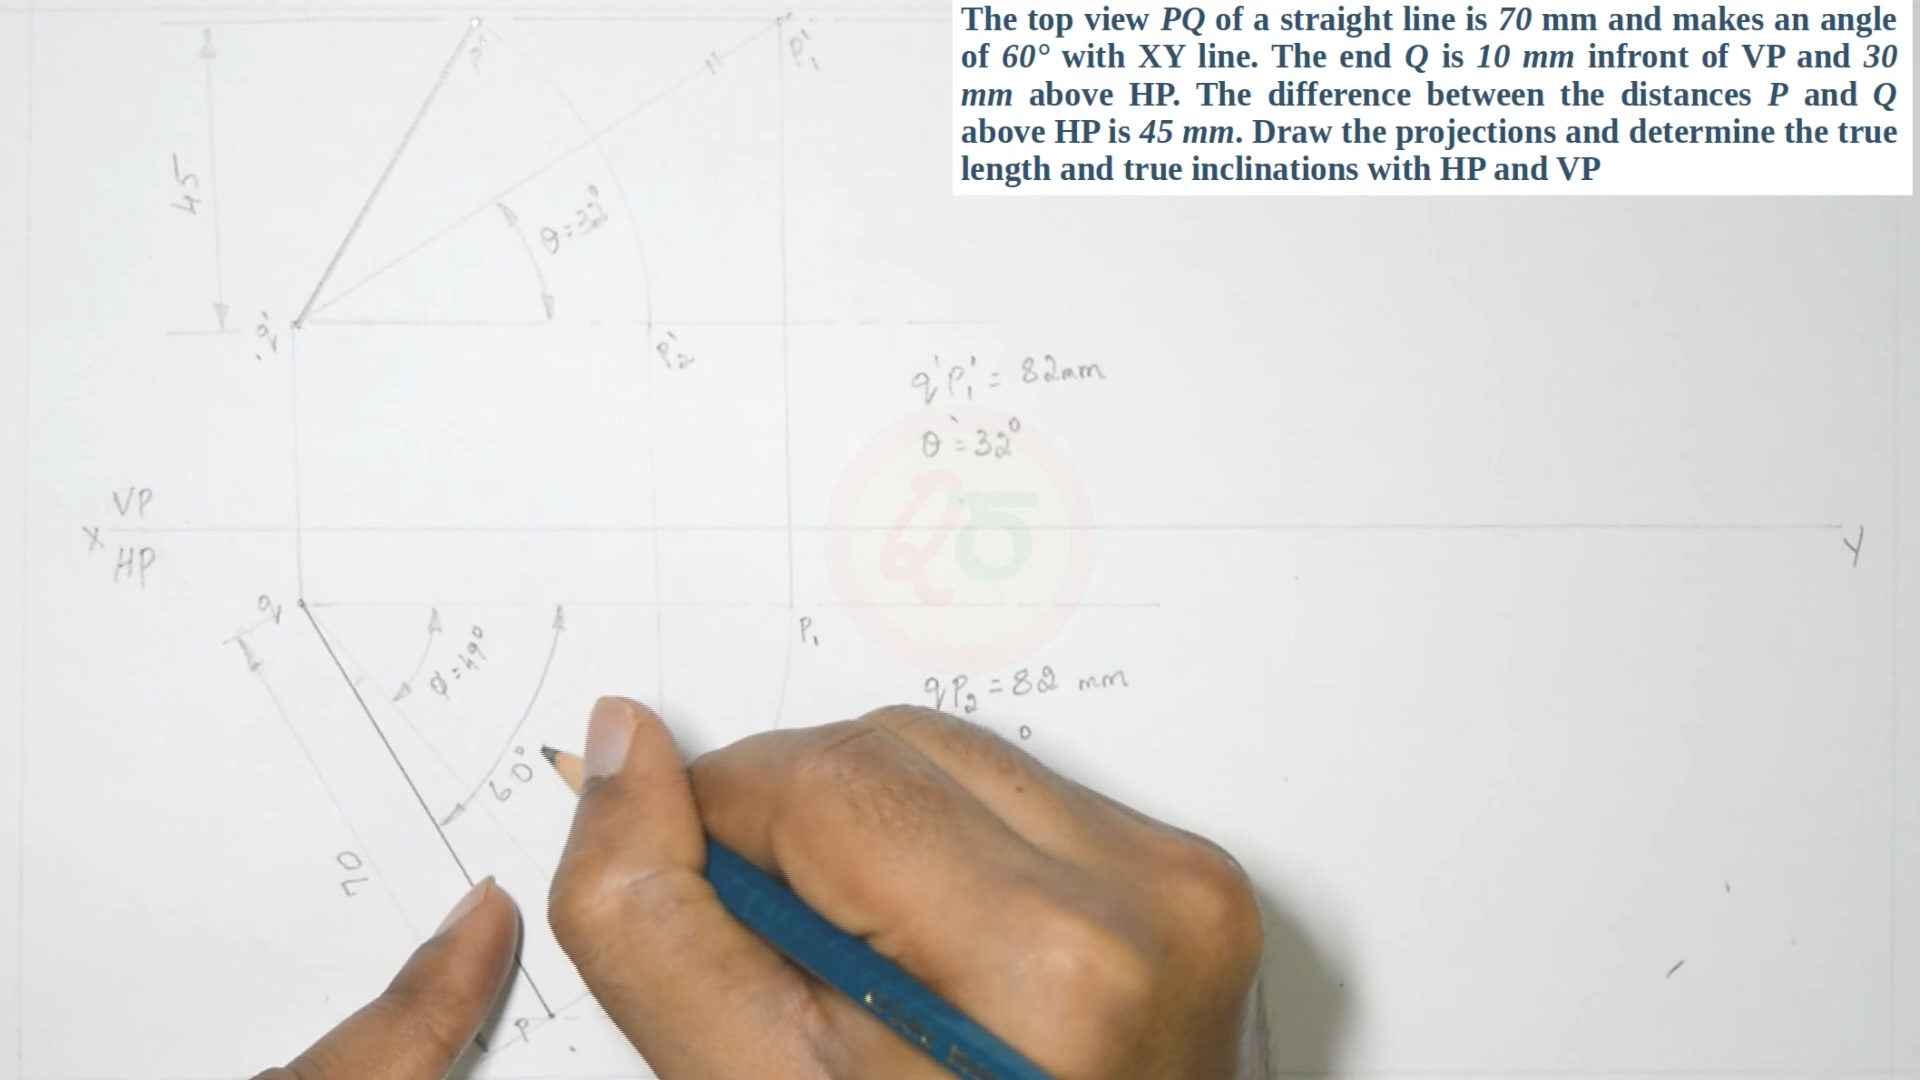 The top view PQ of a straight line is 70 mm and makes an angle
of 60° with XY line. The end Q is 10 mm infront of VP and 30
mm above HP. The difference between the distances P and Q
above HP is 45 mm. Draw the projections and determine the true
length and true inclinations with HP and VP
p'
p₁'
45
θ=32°
q'
p₂'
q'p₁' = 82mm
θ = 32°
VP
X
HP
Y
q
P₁
ϕ=49°
qP₂ = 82 mm
60°
70
P